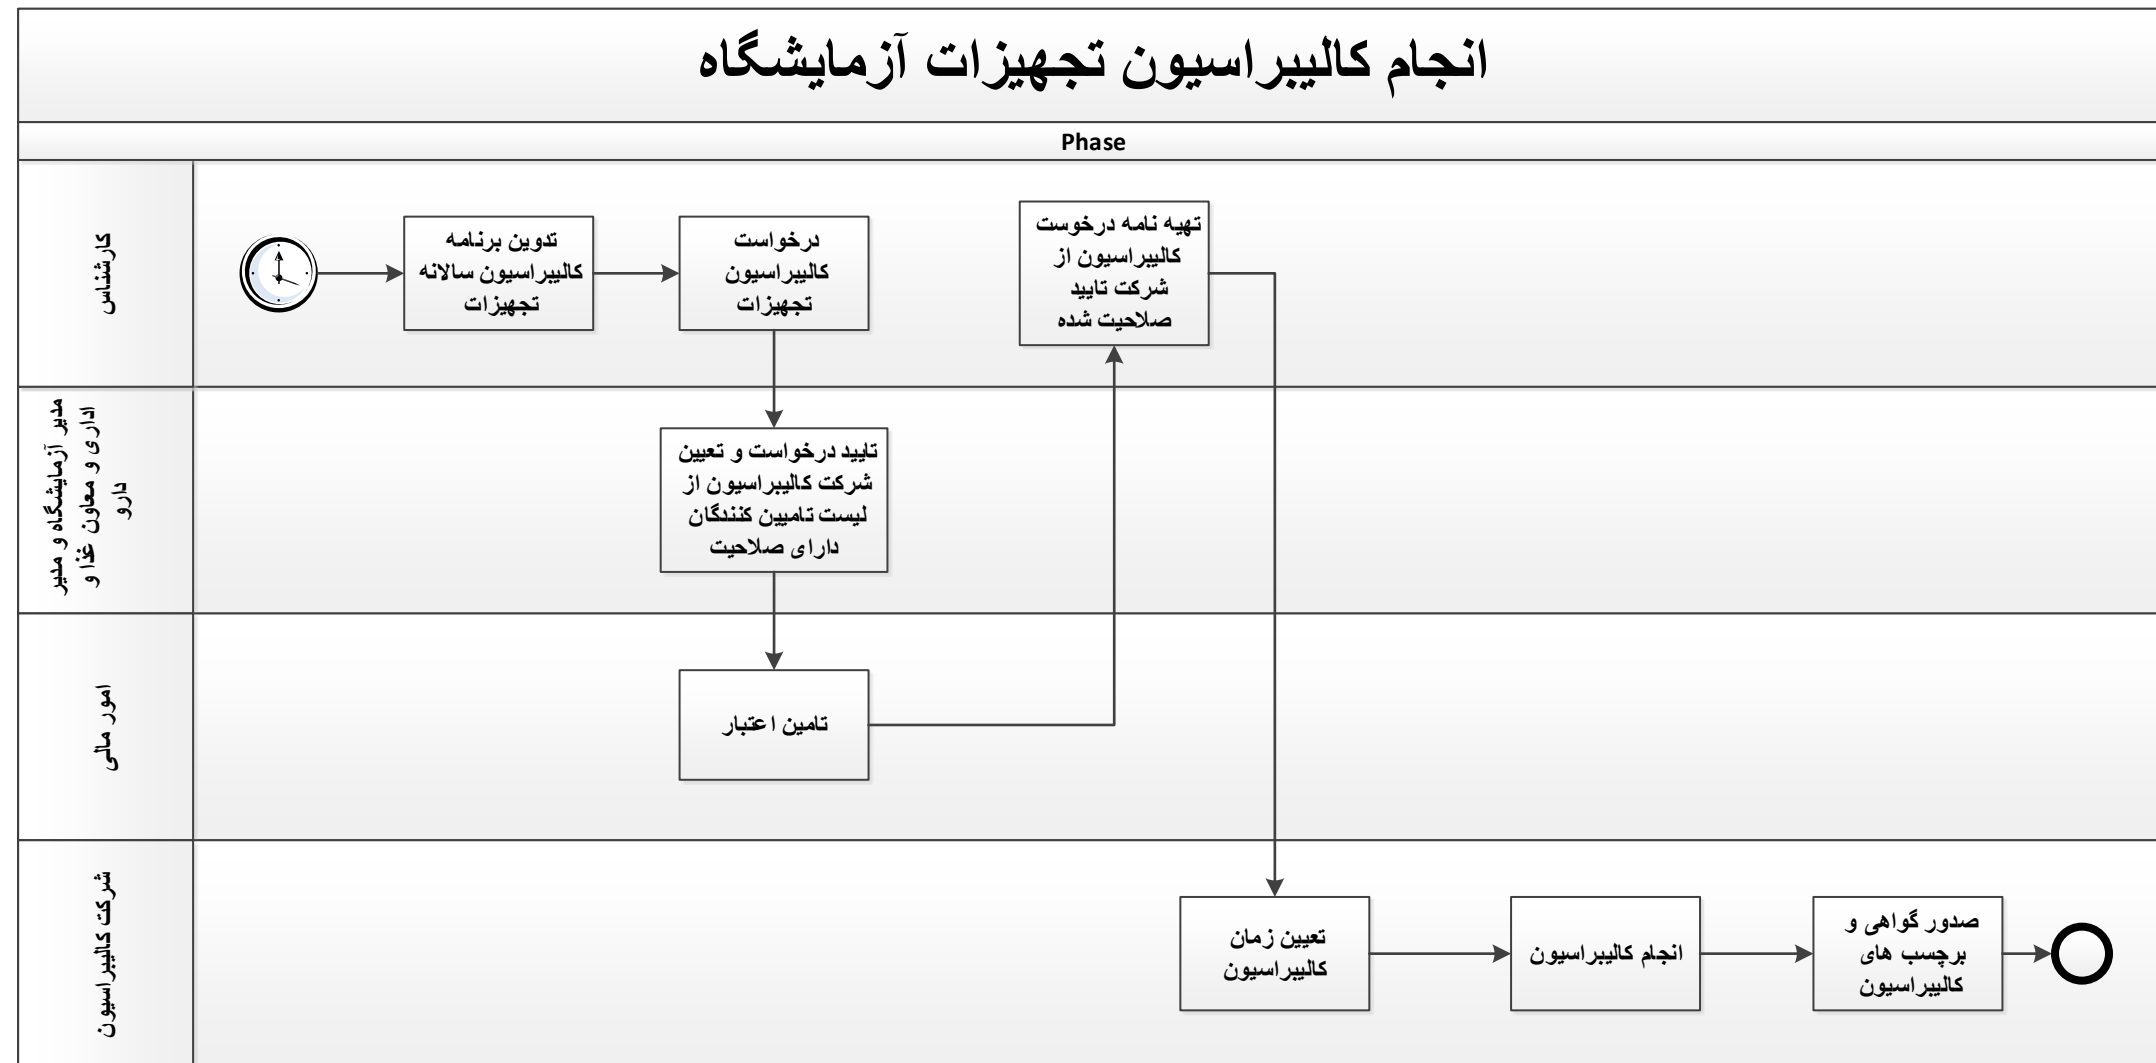 انجام کالیبراسیون تجهیزات آزمایشگاه
Phase
کارشناس
تدوین برنامه
کالیبراسیون سالانه
تجهیزات
درخواست
کالیبراسیون
تجهیزات
تهیه نامه درخوست
کالیبراسیون از
شرکت تایید
صلاحیت شده
مدیر آزمایشگاه و مدیر
اداری و معاون غذا و
دارو
تایید درخواست و تعیین
شرکت کالیبراسیون از
لیست تامیین کنندگان
دارای صلاحیت
امور مالی
تامین اعتبار
شرکت کالیبراسیون
تعیین زمان
کالیبراسیون
انجام کالیبراسیون
صدور گواهی و
برچسب های
کالیبراسیون